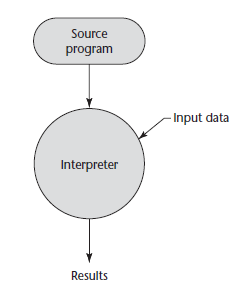 Source
program
Input data
Interpreter
Results